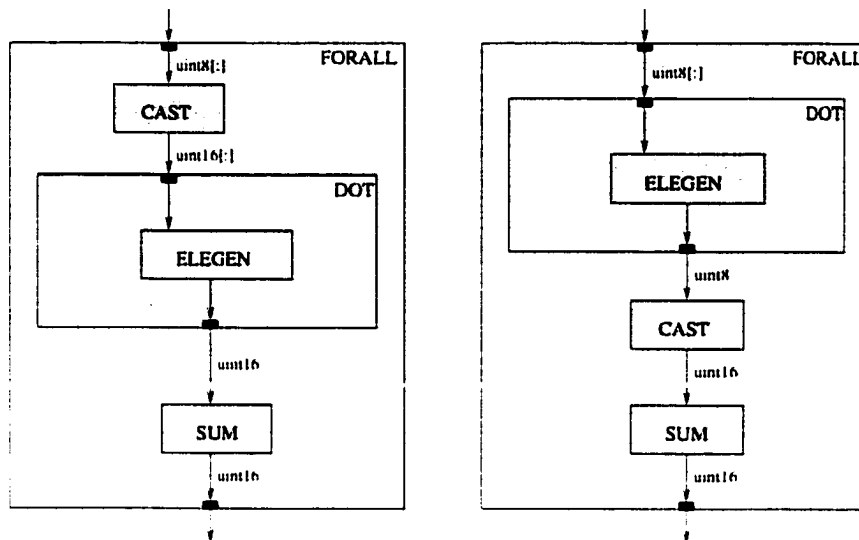 FORALL
uint8[:]
CAST
uint16[:]
DOT
ELEGEN
uint16
SUM
uint16
FORALL
uint8[:]
DOT
ELEGEN
uint8
CAST
uint16
SUM
uint16